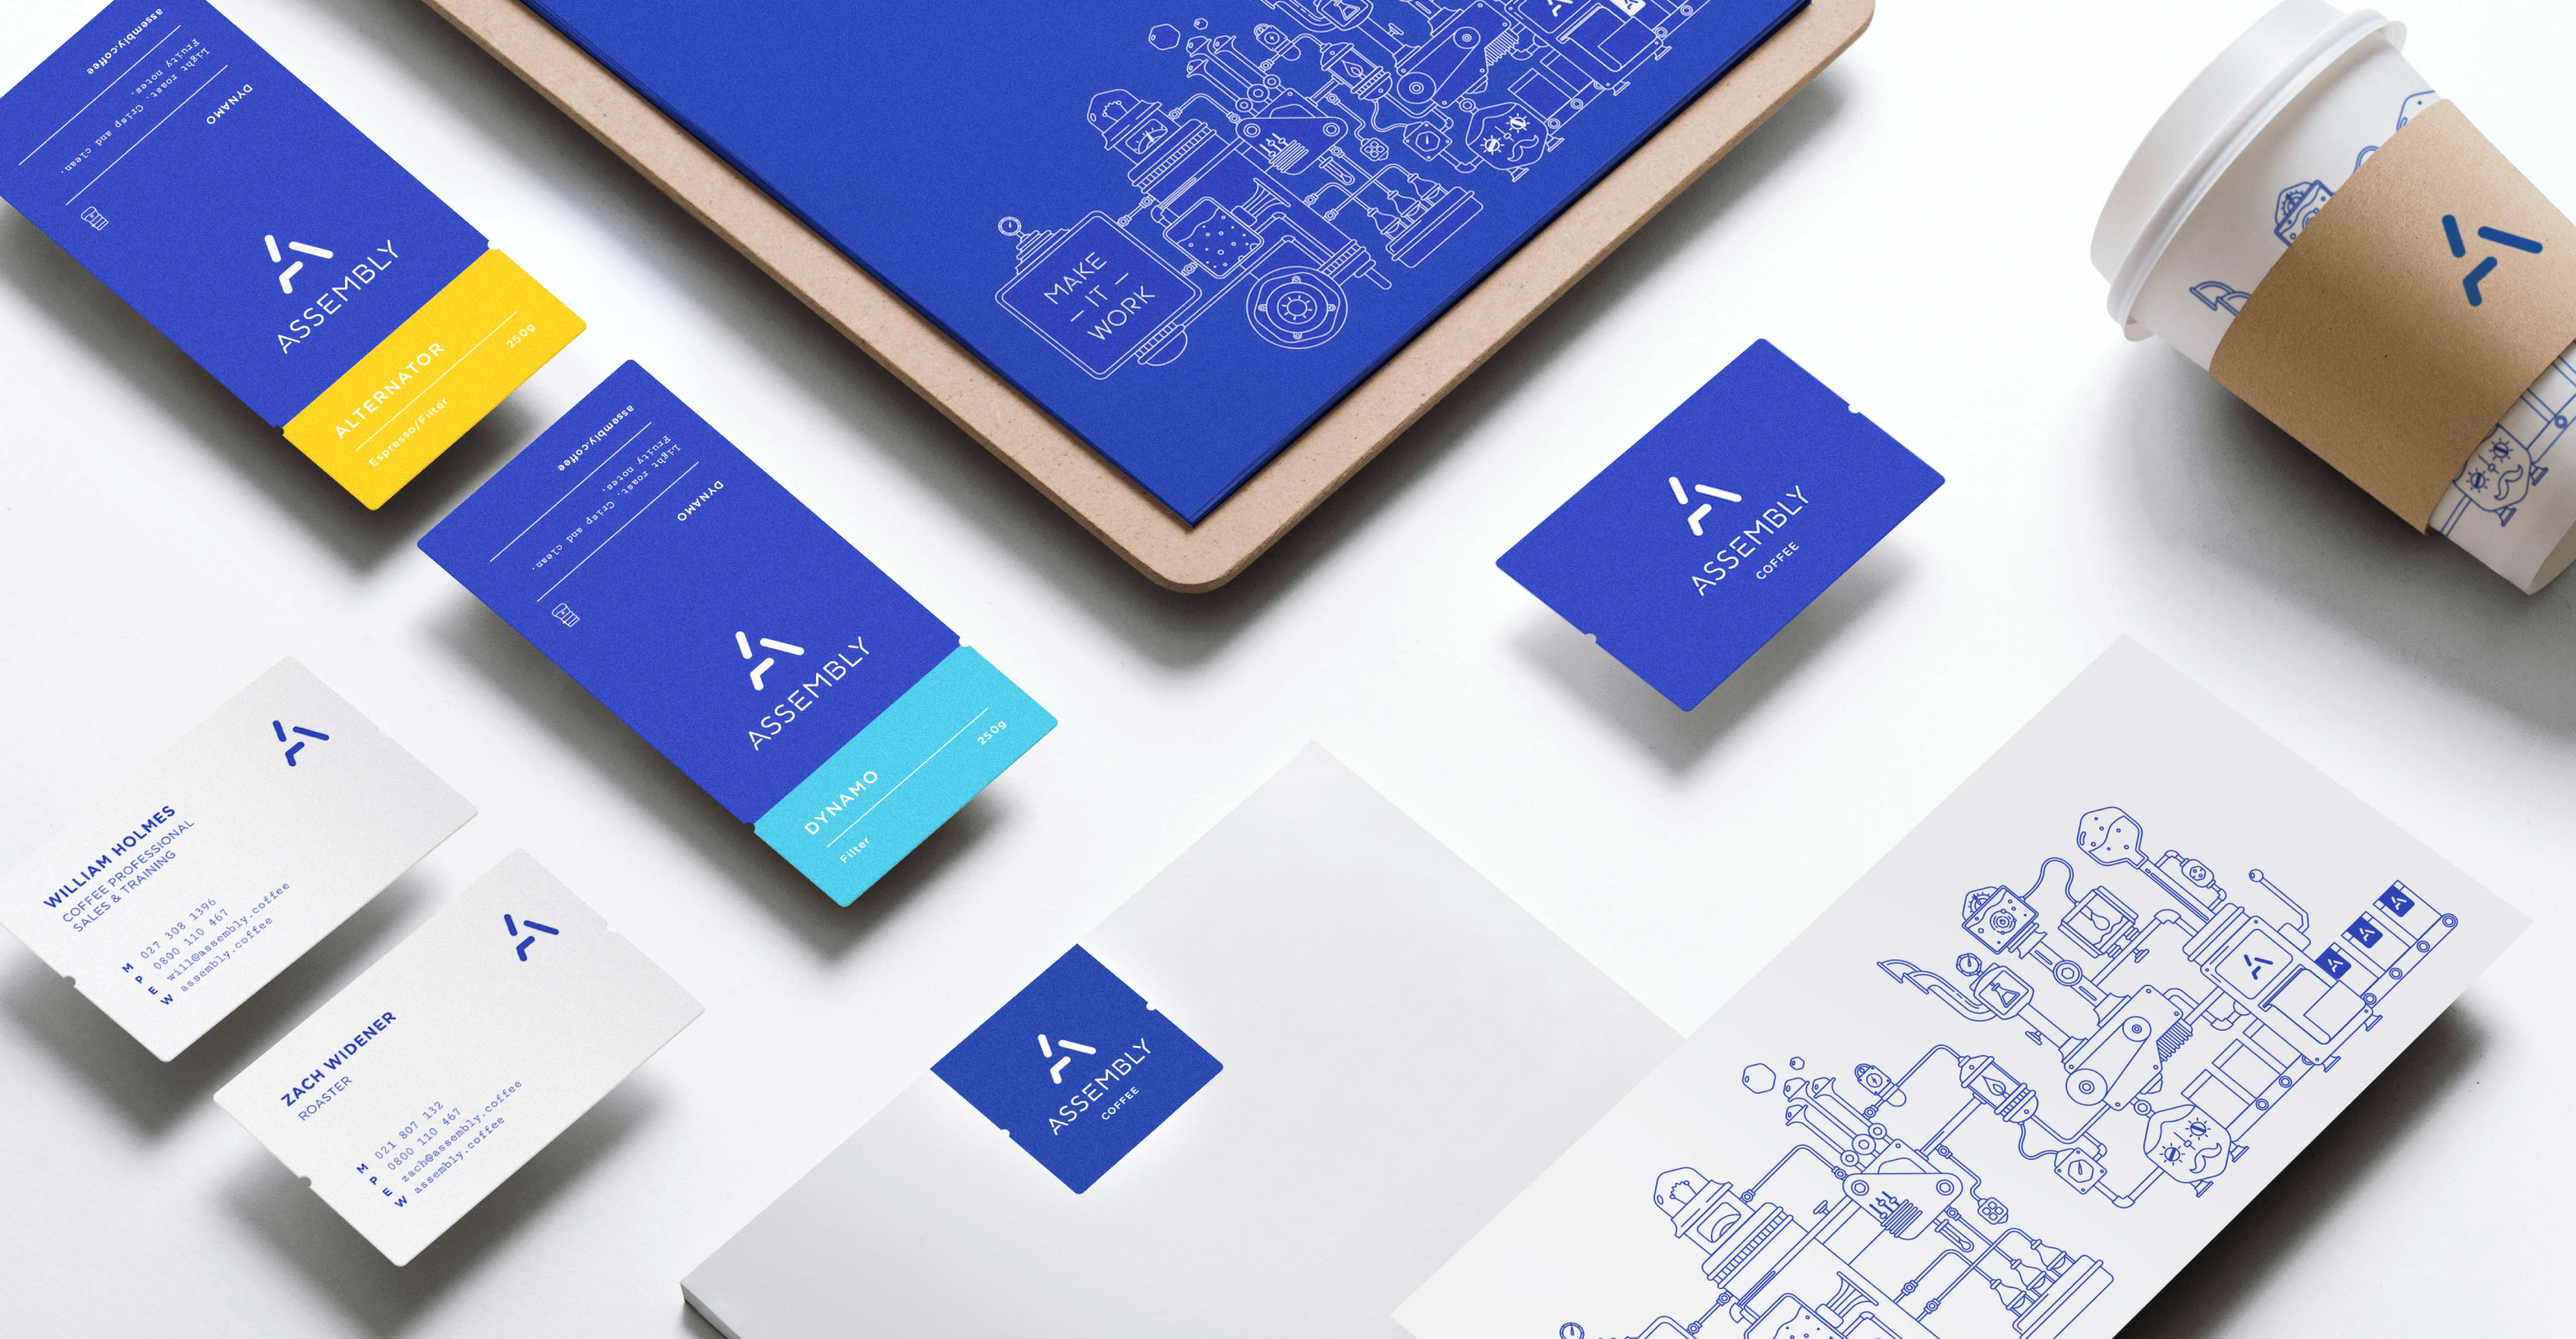 assembly.coffee
Light roast. Crisp and clean.
Fruity notes.
DYNAMO
ASSEMBLY
ALTERNATOR
250g
Espresso/Filter
assembly.coffee
Light roast. Crisp and clean.
Fruity notes.
DYNAMO
ASSEMBLY
DYNAMO
250g
Filter
MAKE
— IT —
WORK
ASSEMBLY
COFFEE
WILLIAM HOLMES
COFFEE PROFESSIONAL
SALES & TRAINING
M 027 308 1396
P 0800 110 467
E will@assembly.coffee
W assembly.coffee
ZACH WIDENER
ROASTER
M 021 807 132
P 0800 110 467
E zach@assembly.coffee
W assembly.coffee
ASSEMBLY
COFFEE